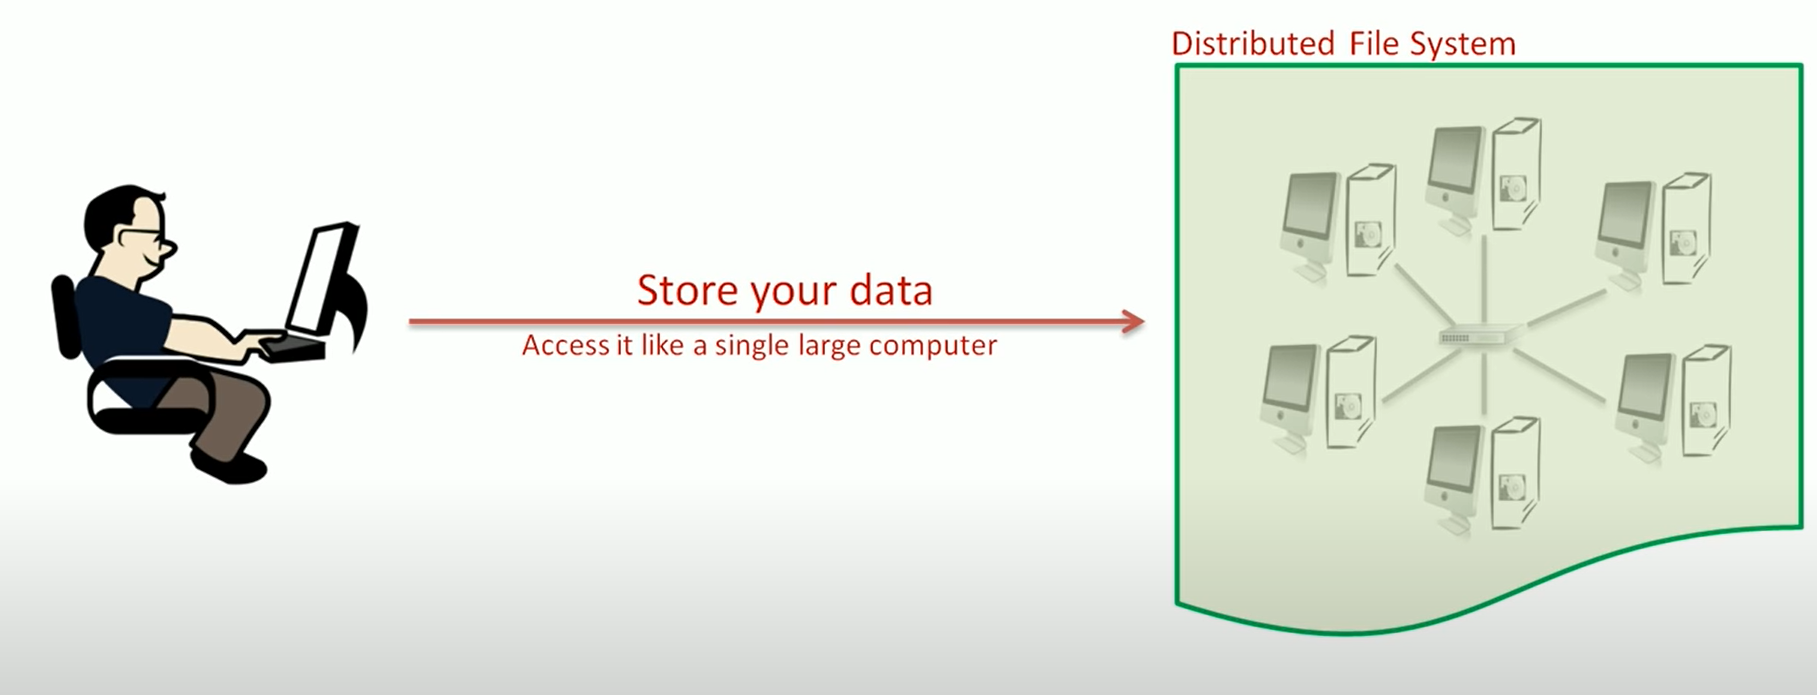 Distributed File System
Store your data
Access it like a single large computer